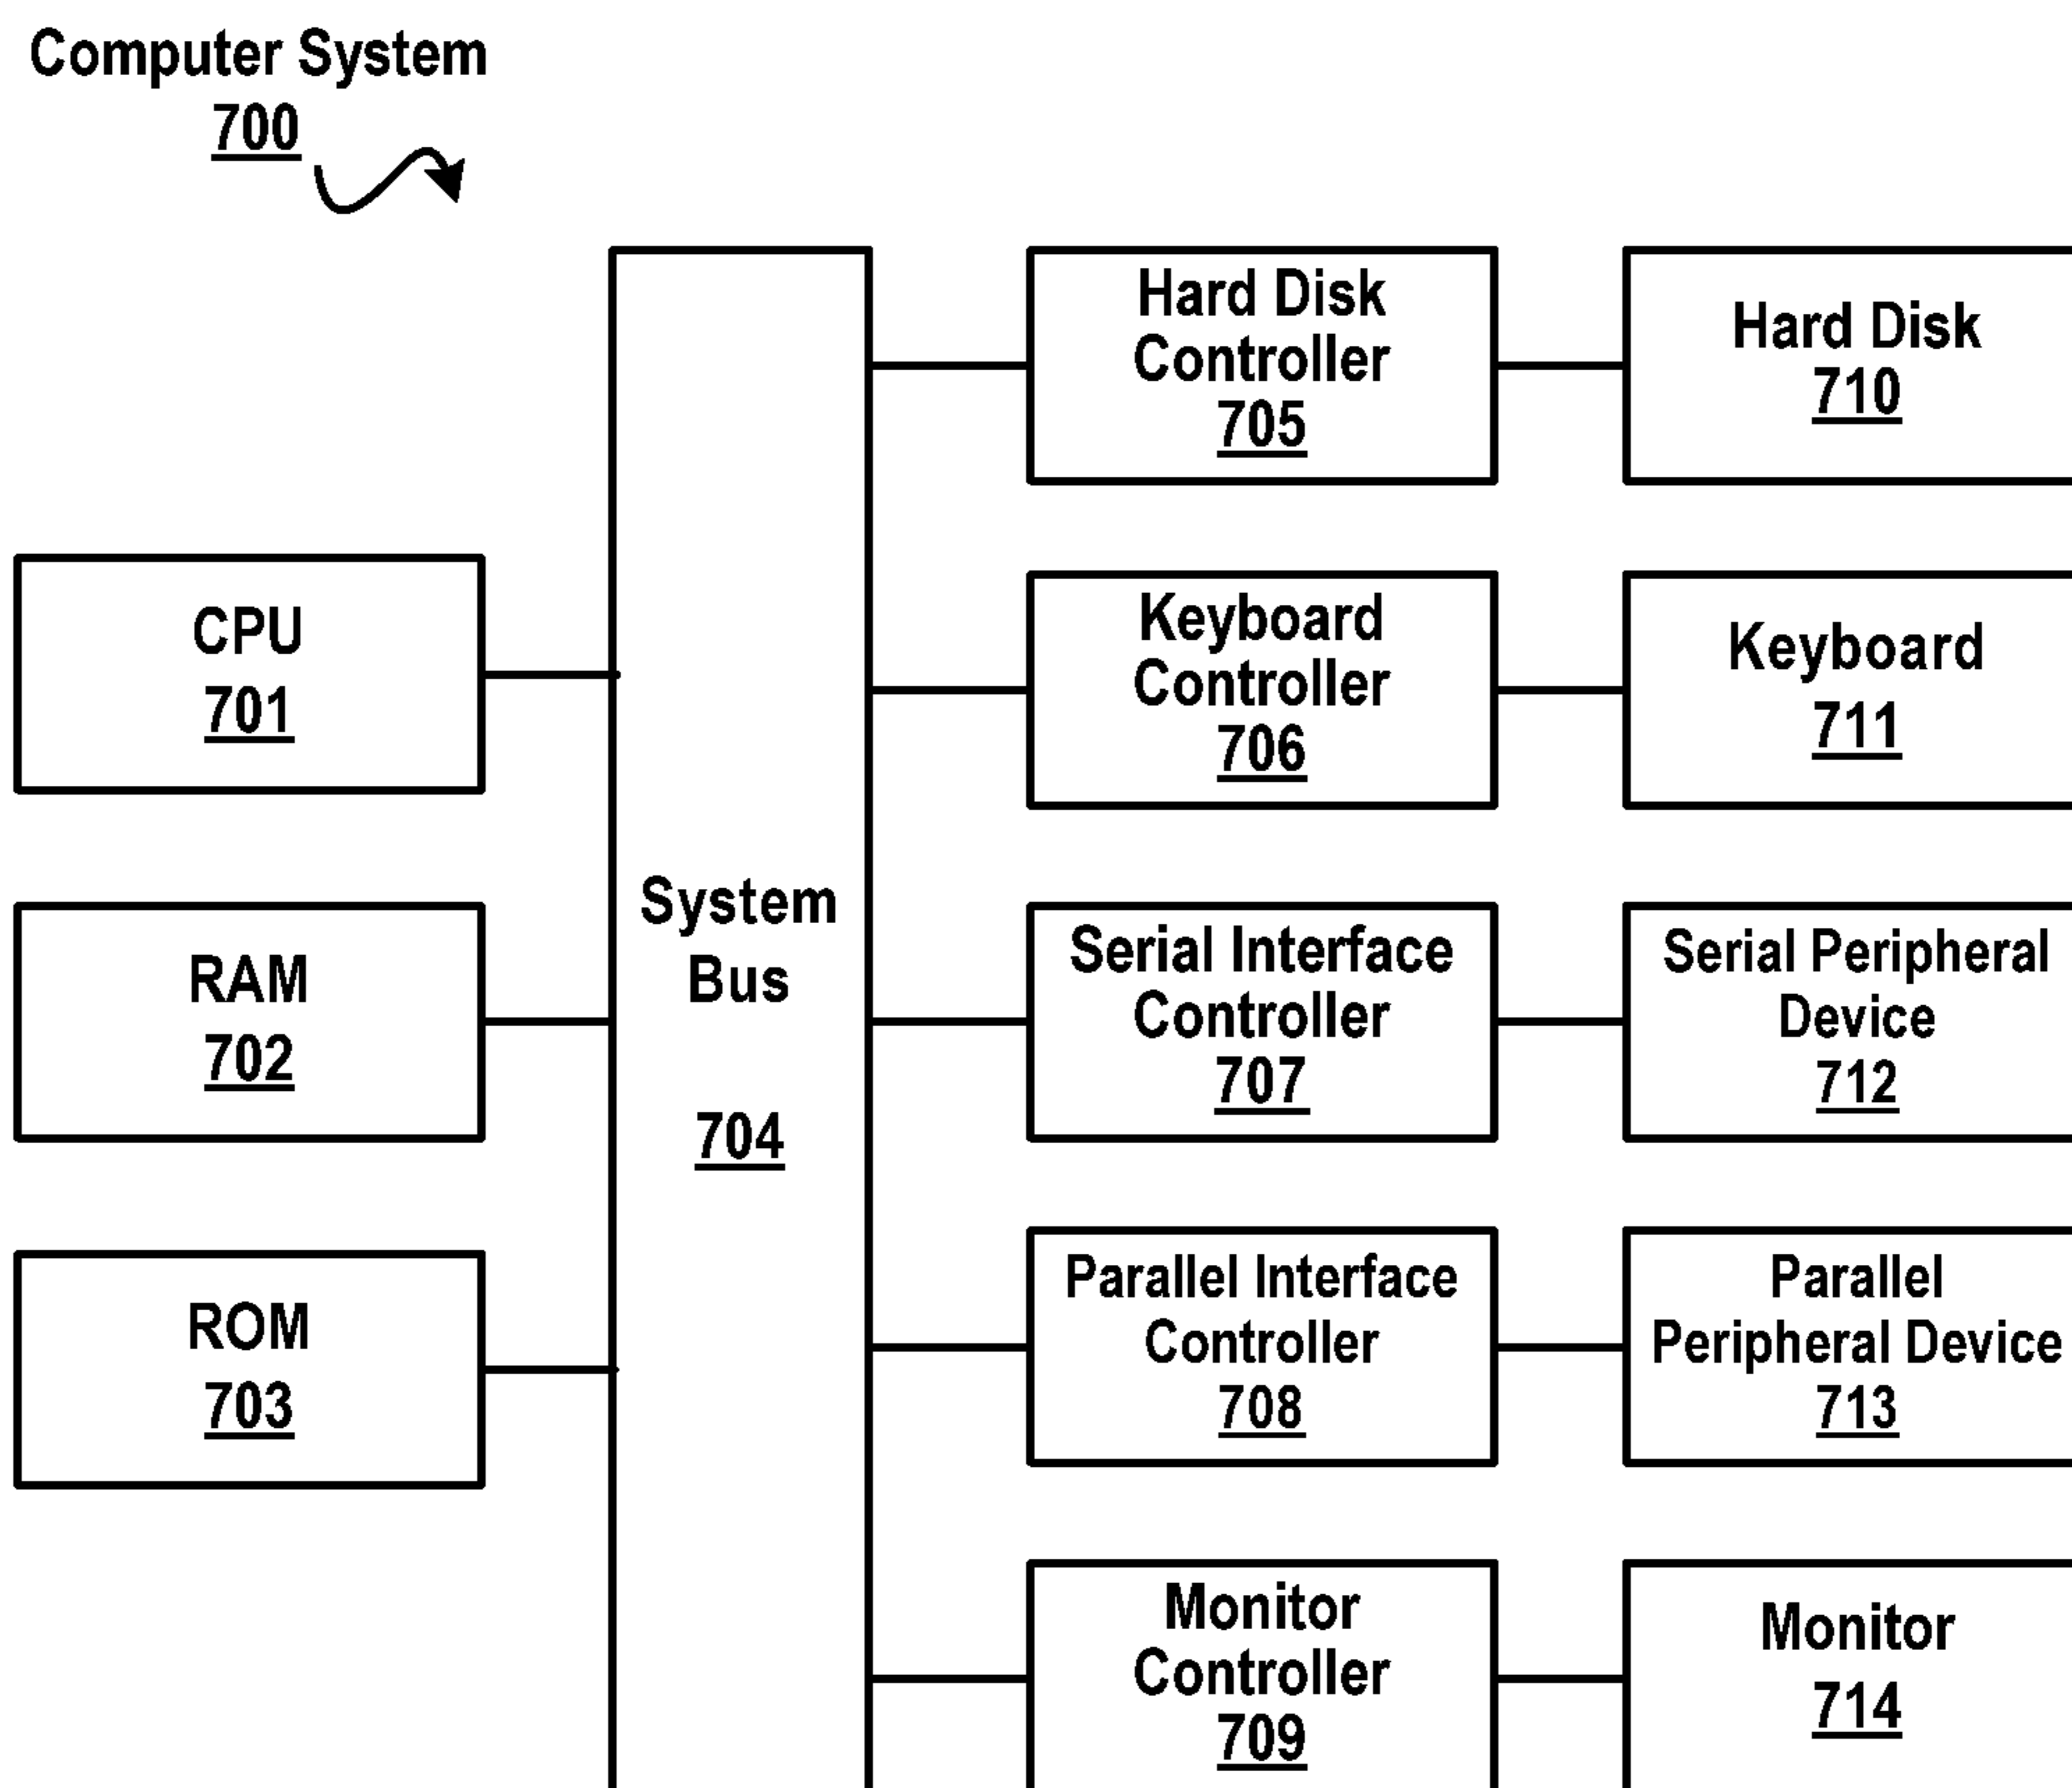 Computer System
700
CPU
701
RAM
702
ROM
703
System
Bus
704
Hard Disk
Controller
705
Hard Disk
710
Keyboard
Controller
706
Keyboard
711
Serial Interface
Controller
707
Serial Peripheral
Device
712
Parallel Interface
Controller
708
Parallel
Peripheral Device
713
Monitor
Controller
709
Monitor
714